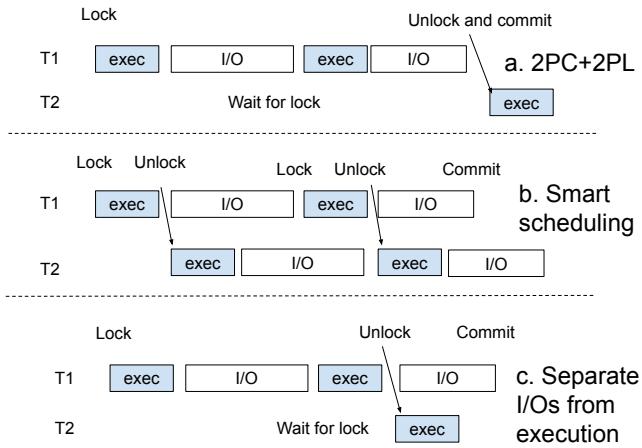 Lock
Unlock and commit
T1 exec I/O exec I/O
a. 2PC+2PL
T2 Wait for lock exec
Lock Unlock Lock Unlock Commit
T1 exec I/O exec I/O
b. Smart
scheduling
T2 exec I/O exec I/O
Lock Unlock Commit
T1 exec I/O exec I/O
c. Separate
I/Os from
execution
T2 Wait for lock exec